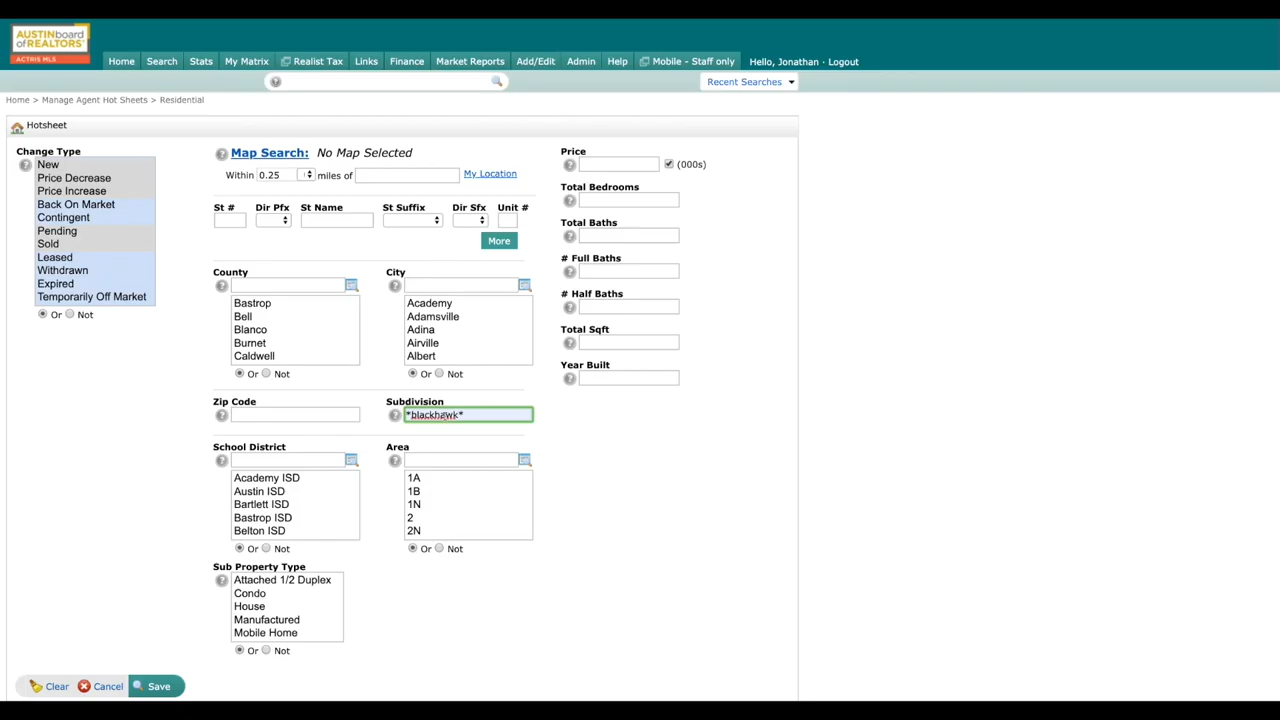 AUSTINboard
of REALTORS®
ACTRIS MLS
Home Search Stats My Matrix Realist Tax Links Finance Market Reports Add/Edit Admin Help Mobile - Staff only Hello, Jonathan · Logout
Recent Searches
Home > Manage Agent Hot Sheets > Residential
Hotsheet
Change Type
New
Price Decrease
Price Increase
Back On Market
Contingent
Pending
Sold
Leased
Withdrawn
Expired
Temporarily Off Market
Or Not
Map Search: No Map Selected
Within 0.25 miles of My Location
St # Dir Pfx St Name St Suffix Dir Sfx Unit #
More
County
Bastrop
Bell
Blanco
Burnet
Caldwell
Or Not
City
Academy
Adamsville
Adina
Airville
Albert
Or Not
Zip Code
Subdivision
*blackhawk*
School District
Academy ISD
Austin ISD
Bartlett ISD
Bastrop ISD
Belton ISD
Or Not
Area
1A
1B
1N
2
2N
Or Not
Sub Property Type
Attached 1/2 Duplex
Condo
House
Manufactured
Mobile Home
Or Not
Price
(000s)
Total Bedrooms
Total Baths
# Full Baths
# Half Baths
Total Sqft
Year Built
Clear Cancel Save